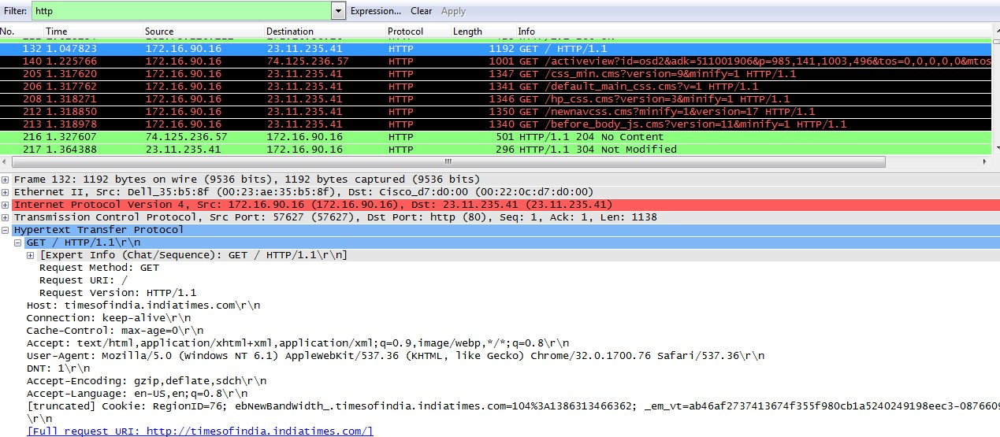 Filter: http Expression... Clear Apply
No. Time Source Destination Protocol Length Info
132 1.047823 172.16.90.16 23.11.235.41 HTTP 1192 GET / HTTP/1.1
140 1.225766 172.16.90.16 74.125.236.57 HTTP 1001 GET /activeview?id=osd2&adk=511001906&p=985,141,1003,496&tos=0,0,0,0,0&mtos
205 1.317620 172.16.90.16 23.11.235.41 HTTP 1347 GET /css_min.cms?version=9&minify=1 HTTP/1.1
206 1.317762 172.16.90.16 23.11.235.41 HTTP 1341 GET /default_main_css.cms?v=1 HTTP/1.1
208 1.318271 172.16.90.16 23.11.235.41 HTTP 1346 GET /hp_css.cms?version=3&minify=1 HTTP/1.1
212 1.318850 172.16.90.16 23.11.235.41 HTTP 1350 GET /newnavcss.cms?minify=1&version=17 HTTP/1.1
213 1.318978 172.16.90.16 23.11.235.41 HTTP 1340 GET /before_body_js.cms?version=11&minify=1 HTTP/1.1
216 1.327607 74.125.236.57 172.16.90.16 HTTP 501 HTTP/1.1 204 No Content
217 1.364388 23.11.235.41 172.16.90.16 HTTP 296 HTTP/1.1 304 Not Modified
Frame 132: 1192 bytes on wire (9536 bits), 1192 bytes captured (9536 bits)
Ethernet II, Src: Dell_35:b5:8f (00:23:ae:35:b5:8f), Dst: Cisco_d7:d0:00 (00:22:0c:d7:d0:00)
Internet Protocol Version 4, Src: 172.16.90.16 (172.16.90.16), Dst: 23.11.235.41 (23.11.235.41)
Transmission Control Protocol, Src Port: 57627 (57627), Dst Port: http (80), Seq: 1, Ack: 1, Len: 1138
Hypertext Transfer Protocol
GET / HTTP/1.1\r\n
[Expert Info (Chat/Sequence): GET / HTTP/1.1\r\n]
Request Method: GET
Request URI: /
Request Version: HTTP/1.1
Host: timesofindia.indiatimes.com\r\n
Connection: keep-alive\r\n
Cache-Control: max-age=0\r\n
Accept: text/html,application/xhtml+xml,application/xml;q=0.9,image/webp,*/*;q=0.8\r\n
User-Agent: Mozilla/5.0 (Windows NT 6.1) AppleWebKit/537.36 (KHTML, like Gecko) Chrome/32.0.1700.76 Safari/537.36\r\n
DNT: 1\r\n
Accept-Encoding: gzip,deflate,sdch\r\n
Accept-Language: en-US,en;q=0.8\r\n
[truncated] Cookie: RegionID=76; ebNewBandWidth_.timesofindia.indiatimes.com=104%3A1386313466362; _em_vt=ab46af2737413674f355f980cb1a5240249198eec3-0876609
\r\n
[Full request URI: http://timesofindia.indiatimes.com/]